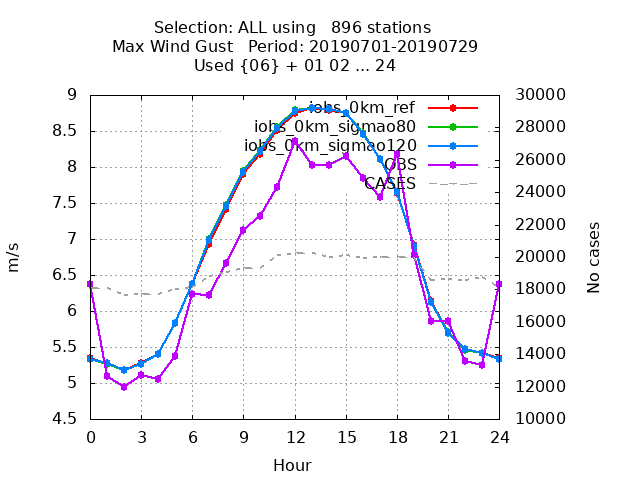 Selection: ALL using   896 stations
Max Wind Gust   Period: 20190701-20190729
Used {06} + 01 02 ... 24
9
8.5
8
7.5
7
6.5
6
5.5
5
4.5
m/s
iobs_0km_ref
iobs_0km_sigmao80
iobs_0km_sigmao120
OBS
CASES
30000
28000
26000
24000
22000
20000
18000
16000
14000
12000
10000
No cases
0 3 6 9 12 15 18 21 24
Hour